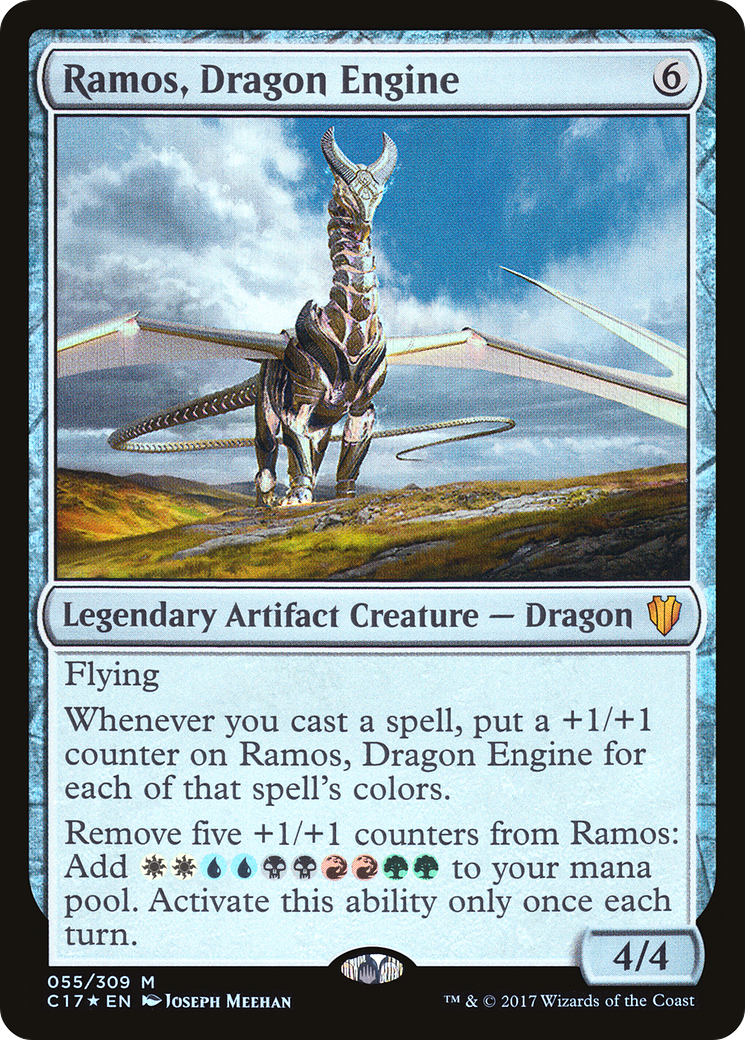 Ramos, Dragon Engine 6
Legendary Artifact Creature — Dragon
Flying
Whenever you cast a spell, put a +1/+1
counter on Ramos, Dragon Engine for
each of that spell's colors.
Remove five +1/+1 counters from Ramos:
Add to your mana
pool. Activate this ability only once each
turn.
4/4
055/309 M
C17★EN Joseph Meehan
™ & © 2017 Wizards of the Coast